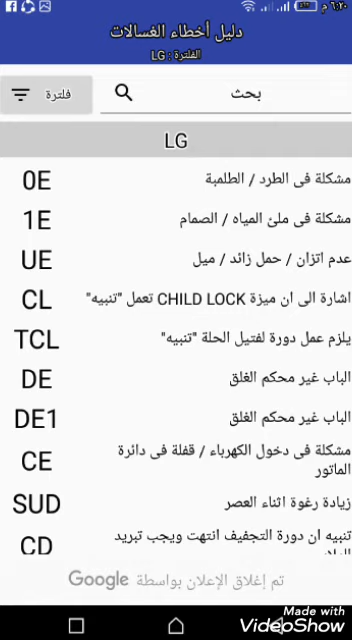 ٦:٢٠ م
دليل أخطاء الغسالات
الفلترة : LG
بحث
فلترة
LG
0E مشكلة فى الطرد / الطلمبة
1E مشكلة فى ملئ المياه / الصمام
UE عدم اتزان / حمل زائد / ميل
CL اشارة الى ان ميزة CHILD LOCK تعمل "تنبيه"
TCL يلزم عمل دورة لفتيل الحلة "تنبيه"
DE الباب غير محكم الغلق
DE1 الباب غير محكم الغلق
CE مشكلة فى دخول الكهرباء / قفلة فى دائرة
الماتور
SUD زيادة رغوة اثناء العصر
CD تنبيه ان دورة التجفيف انتهت ويجب تبريد
تم إغلاق الإعلان بواسطة Google
Made with
VideoShow